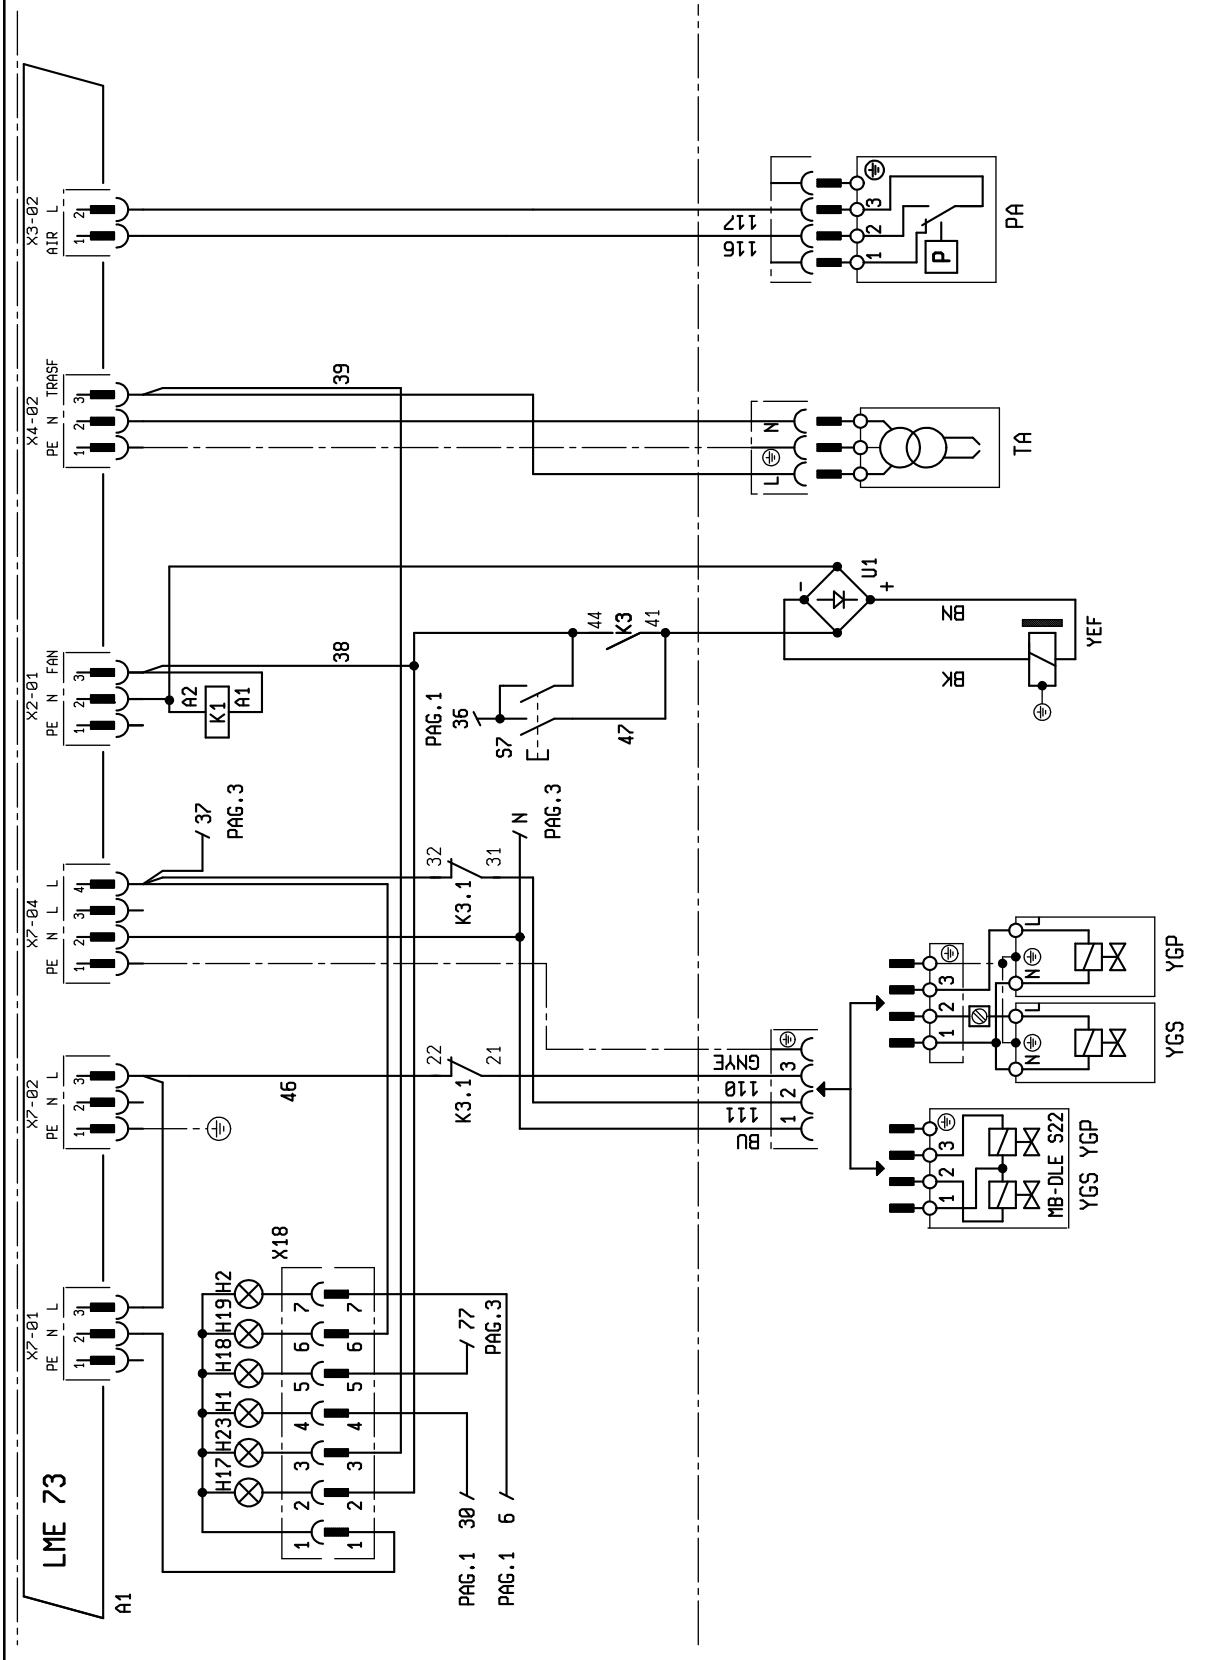 LME 73
A1
X7-01
PE N L
1 2 3
X7-02
PE N L
1 2 3
X7-04
PE N L L
1 2 3 4
X2-01
PE N FAN
1 2 3
X4-02
PE N TRASF
1 2 3
X3-02
AIR L
1 2
H17 H23 H1 H18 H19 H2
X18
1 2 3 4 5 6 7
1 2 3 4 5 6 7
PAG.1 30
PAG.1 6
77
PAG.3
46
37
PAG.3
K3.1
22
21
K3.1
32
31
N
PAG.3
A2
K1
A1
38
39
PAG.1
36
S7
47
44
K3
41
BU
111
110
GNYE
1 2 3
1 2 3
MB-DLE S22
YGS YGP
1 2 3
N L
YGS
N L
YGP
U1
-
+
BN
BK
YEF
L N
TA
116
117
1 2 3
P
PA